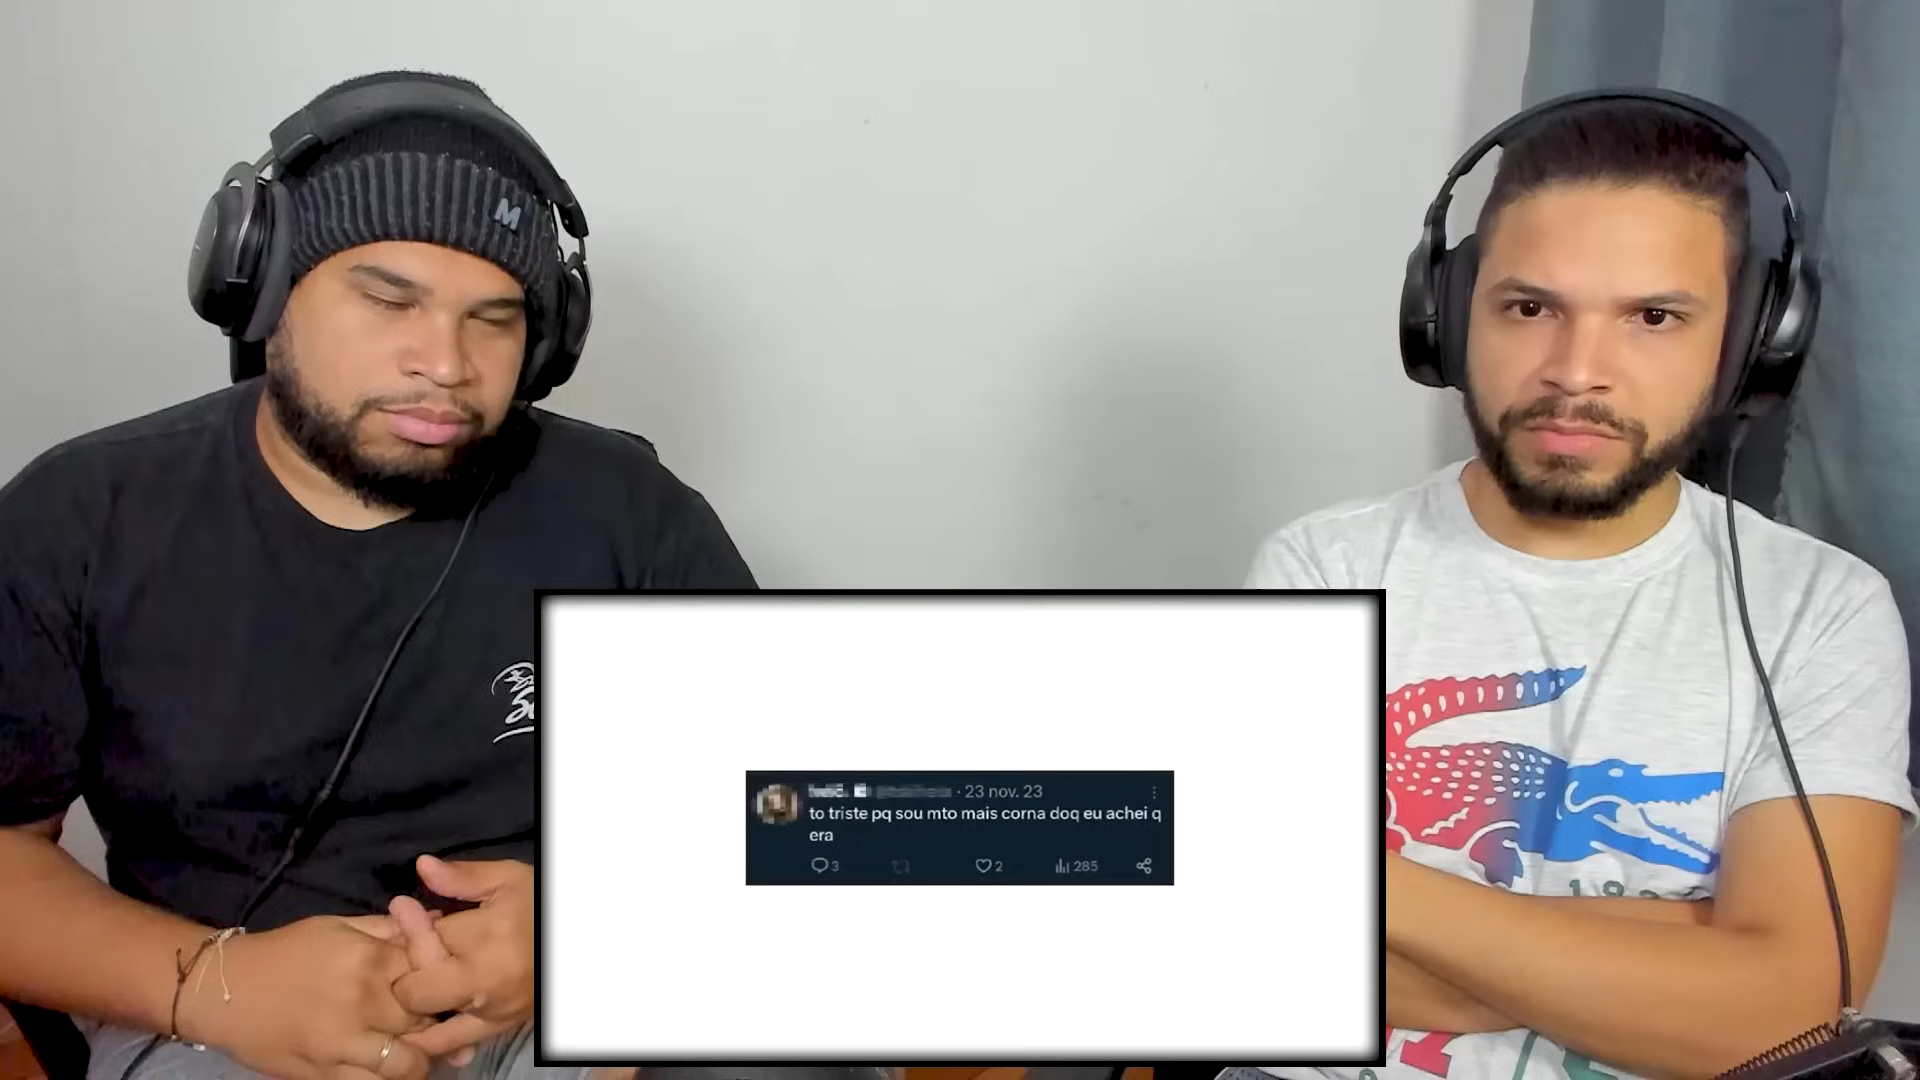 M
· 23 nov. 23
to triste pq sou mto mais corna doq eu achei q
era
3
2
285